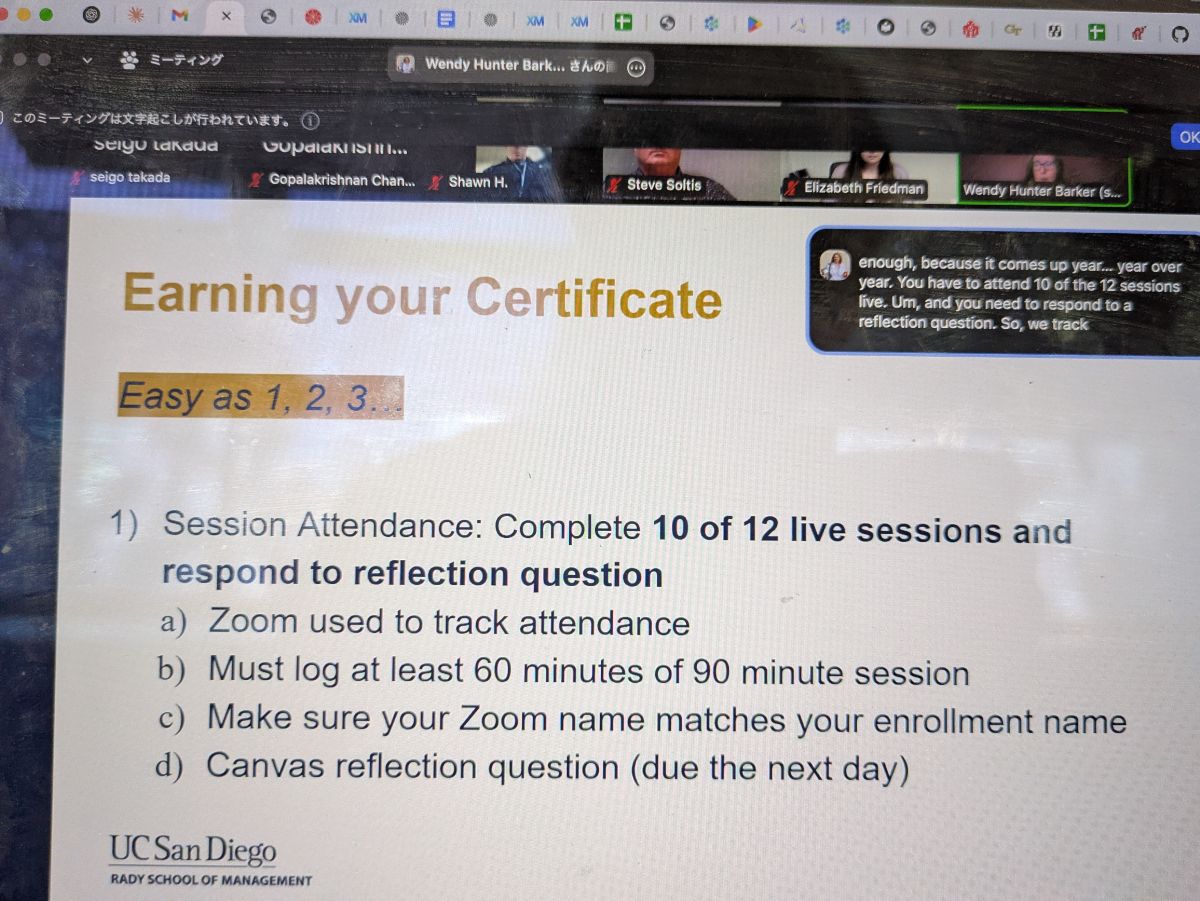 XM
XM
XM
Gr
ミーティング
Wendy Hunter Bark... さんの
このミーティングは文字起こしが行われています。
OK
seigo takada
Gopalakrishn...
seigo takada
Gopalakrishnan Chan...
Shawn H.
Steve Soltis
Elizabeth Friedman
Wendy Hunter Barker (s...
enough, because it comes up year... year over
year. You have to attend 10 of the 12 sessions
live. Um, and you need to respond to a
reflection question. So, we track
Earning your Certificate
Easy as 1, 2, 3...
1) Session Attendance: Complete 10 of 12 live sessions and
respond to reflection question
a) Zoom used to track attendance
b) Must log at least 60 minutes of 90 minute session
c) Make sure your Zoom name matches your enrollment name
d) Canvas reflection question (due the next day)
UC San Diego
RADY SCHOOL OF MANAGEMENT